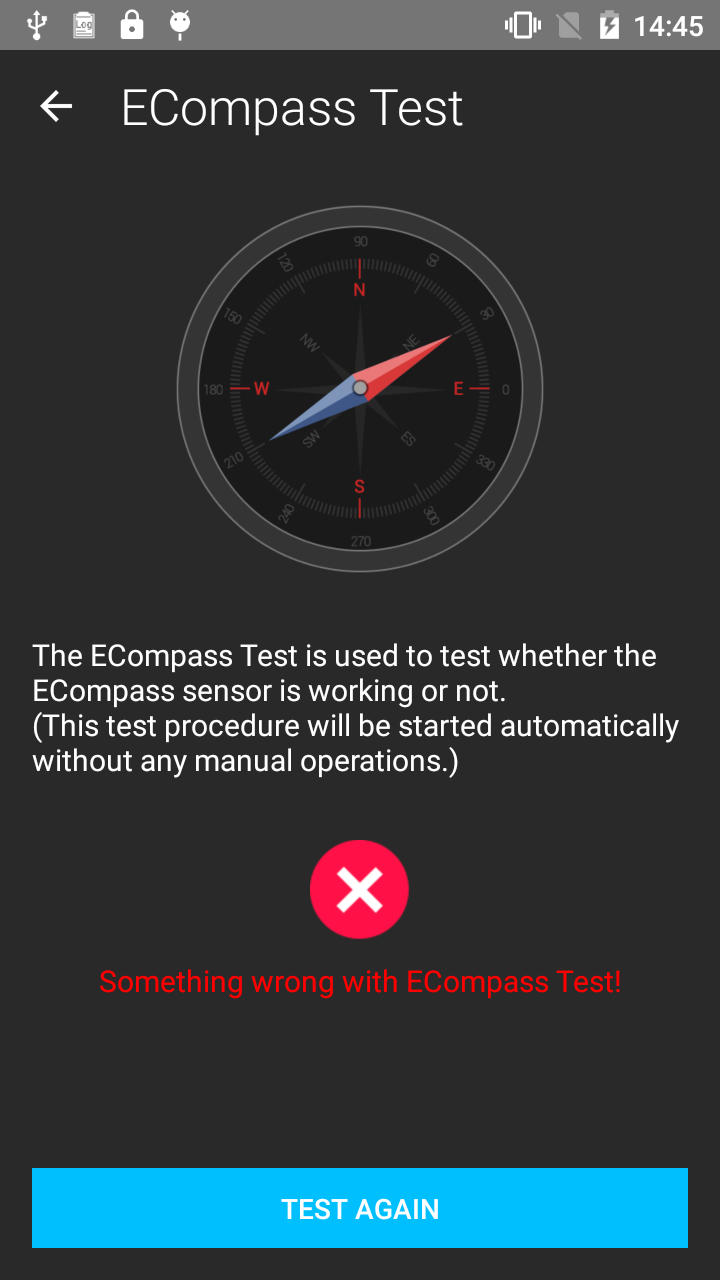 Log
14:45
ECompass Test
90
120
60
N
150
30
NW
NE
180
W
E
0
SW
ES
210
330
S
240
300
270
The ECompass Test is used to test whether the
ECompass sensor is working or not.
(This test procedure will be started automatically
without any manual operations.)
Something wrong with ECompass Test!
TEST AGAIN